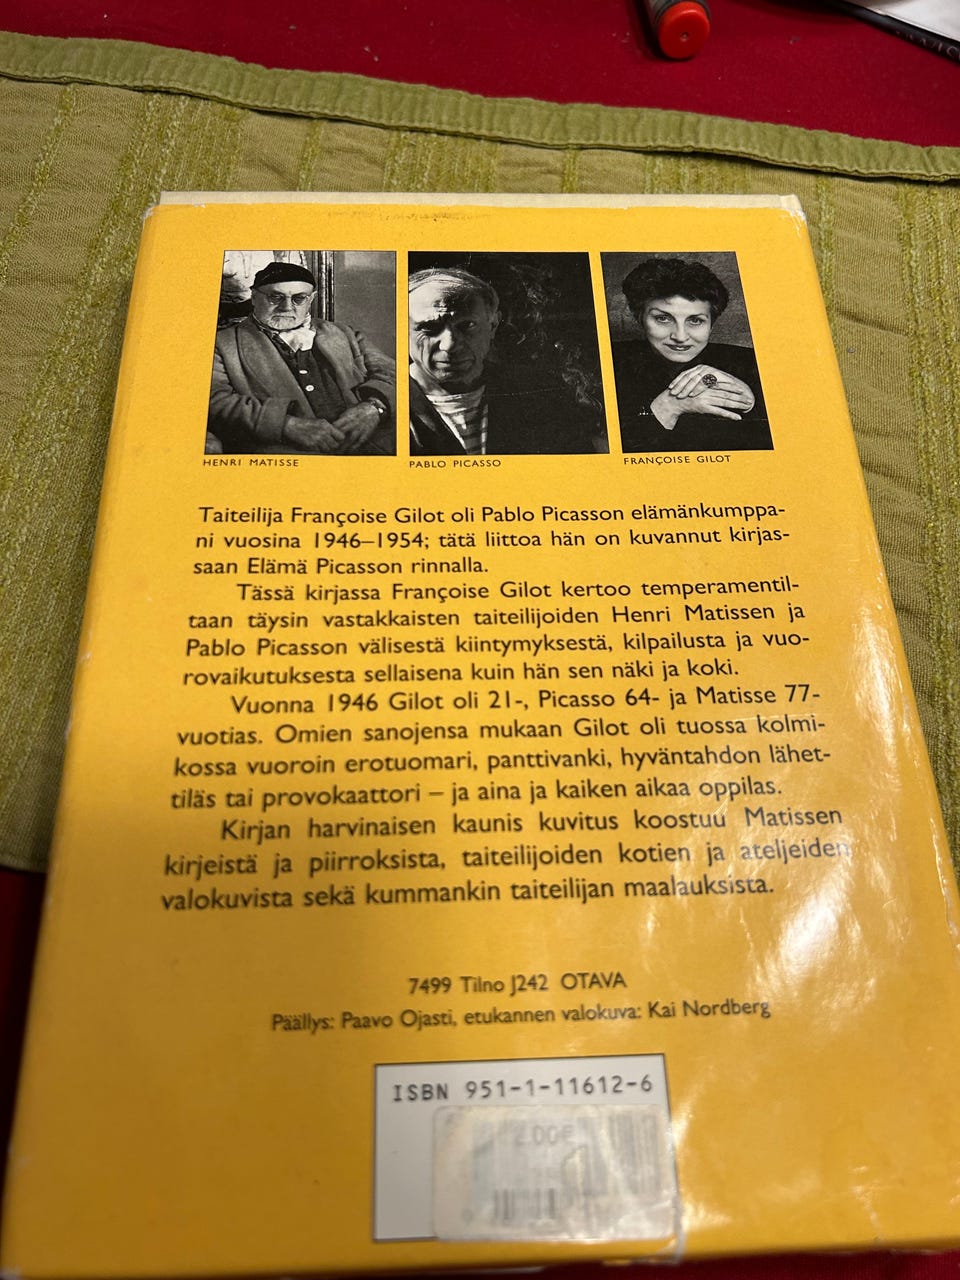 HENRI MATISSE
PABLO PICASSO
FRANÇOISE GILOT
Taiteilija Françoise Gilot oli Pablo Picasson elämänkumppa-
ni vuosina 1946–1954; tätä liittoa hän on kuvannut kirjas-
saan Elämä Picasson rinnalla.
Tässä kirjassa Françoise Gilot kertoo temperamentil-
taan täysin vastakkaisten taiteilijoiden Henri Matissen ja
Pablo Picasson välisestä kiintymyksestä, kilpailusta ja vuo-
rovaikutuksesta sellaisena kuin hän sen näki ja koki.
Vuonna 1946 Gilot oli 21-, Picasso 64- ja Matisse 77-
vuotias. Omien sanojensa mukaan Gilot oli tuossa kolmi-
kossa vuoroin erotuomari, panttivanki, hyväntahdon lähet-
tiläs tai provokaattori – ja aina ja kaiken aikaa oppilas.
Kirjan harvinaisen kaunis kuvitus koostuu Matissen
kirjeistä ja piirroksista, taiteilijoiden kotien ja ateljeiden
valokuvista sekä kummankin taiteilijan maalauksista.
7499 Tilno J242 OTAVA
Päällys: Paavo Ojasti, etukannen valokuva: Kai Nordberg
ISBN 951-1-11612-6
2.00€